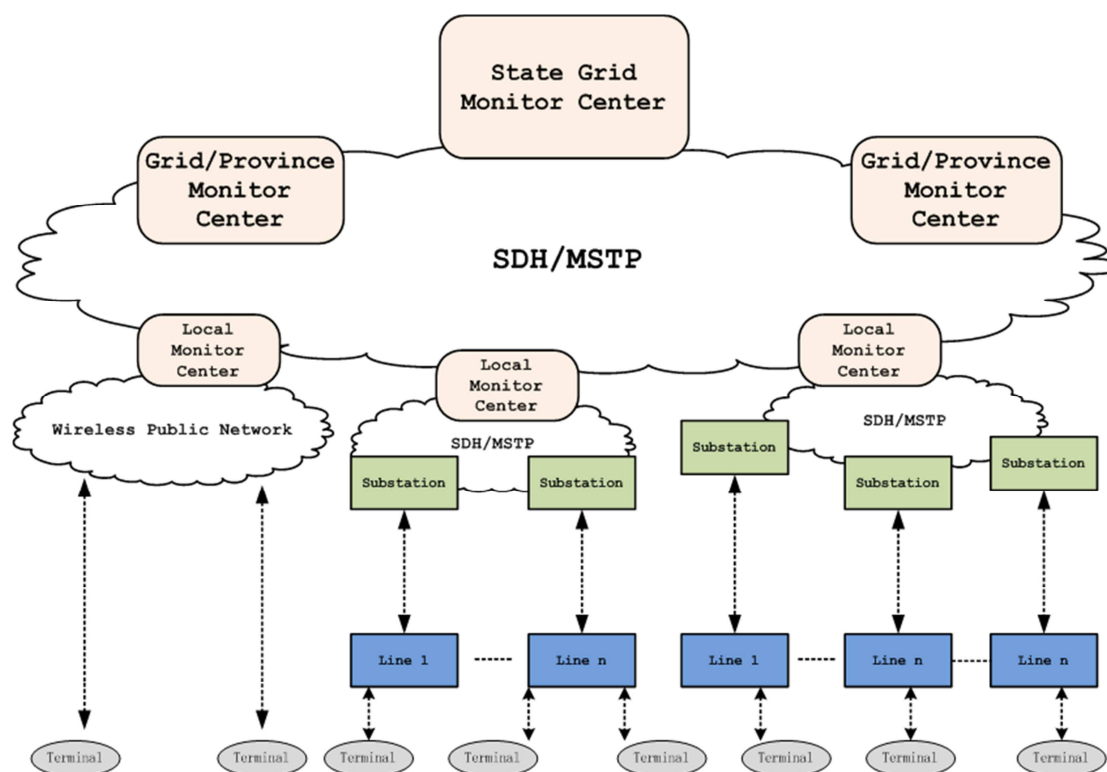 State Grid
Monitor Center
Grid/Province
Monitor
Center
Grid/Province
Monitor
Center
SDH/MSTP
Local
Monitor
Center
Local
Monitor
Center
Local
Monitor
Center
Wireless Public Network
SDH/MSTP
SDH/MSTP
Substation
Substation
Substation
Substation
Substation
Line 1
Line n
Line 1
Line n
Line n
Terminal
Terminal
Terminal
Terminal
Terminal
Terminal
Terminal
Terminal